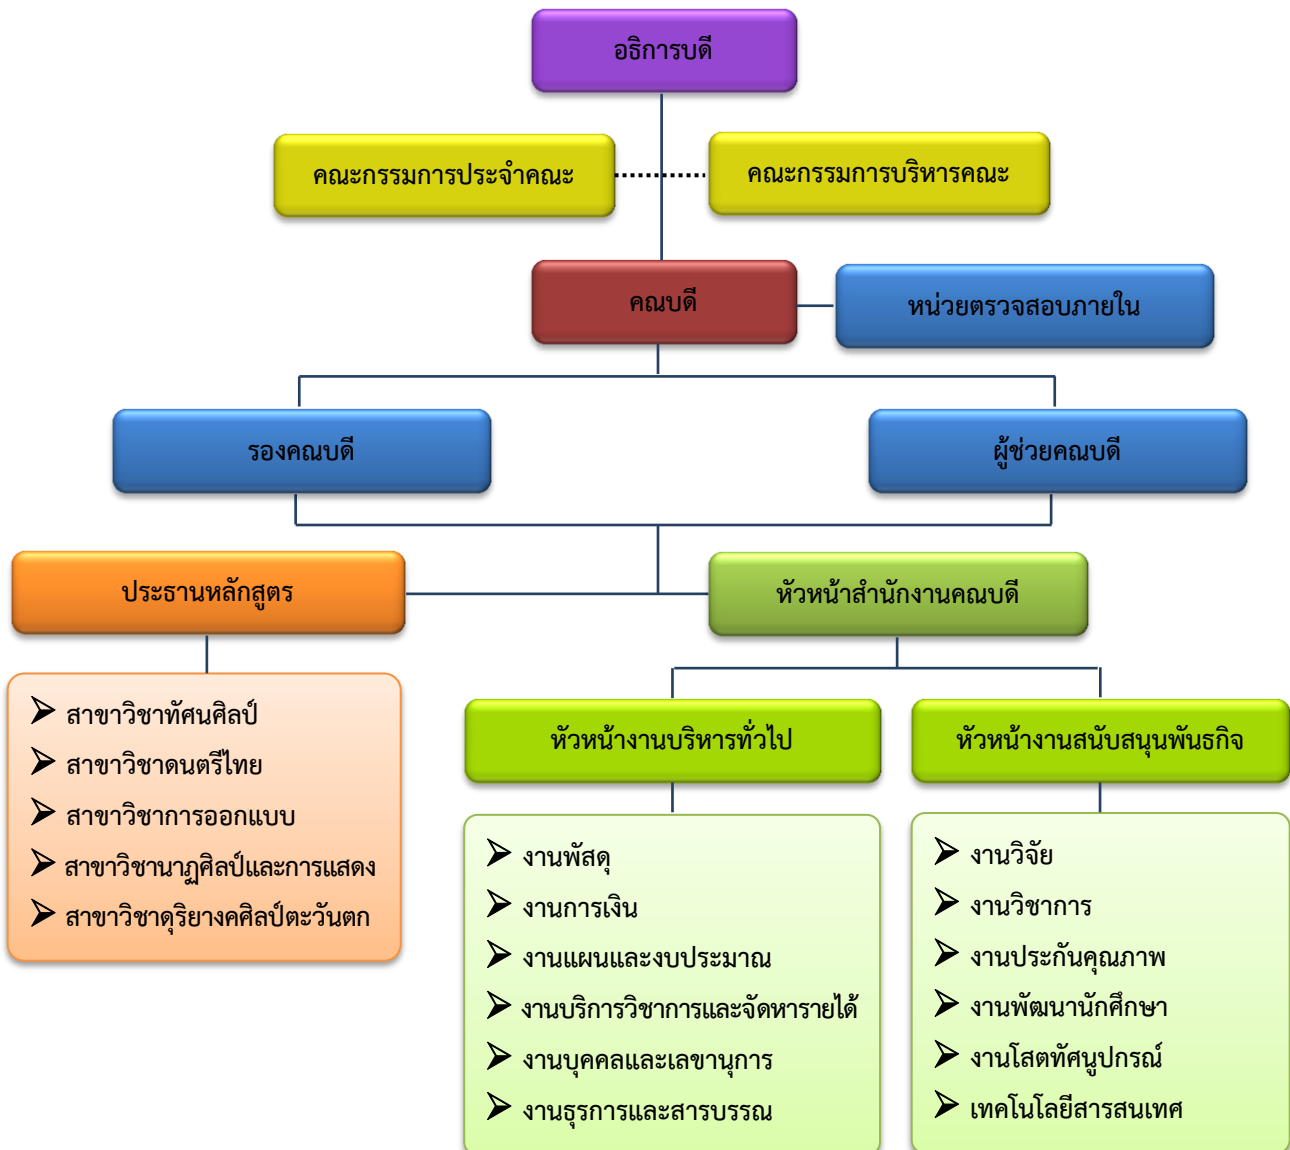 อธิการบดี
คณะกรรมการประจำคณะ
คณะกรรมการบริหารคณะ
คณบดี
หน่วยตรวจสอบภายใน
รองคณบดี
ผู้ช่วยคณบดี
ประธานหลักสูตร
หัวหน้าสำนักงานคณบดี
สาขาวิชาทัศนศิลป์
สาขาวิชาดนตรีไทย
สาขาวิชาการออกแบบ
สาขาวิชานาฏศิลป์และการแสดง
สาขาวิชาดุริยางคศิลป์ตะวันตก
หัวหน้างานบริหารทั่วไป
งานพัสดุ
งานการเงิน
งานแผนและงบประมาณ
งานบริการวิชาการและจัดหารายได้
งานบุคคลและเลขานุการ
งานธุรการและสารบรรณ
หัวหน้างานสนับสนุนพันธกิจ
งานวิจัย
งานวิชาการ
งานประกันคุณภาพ
งานพัฒนานักศึกษา
งานโสตทัศนูปกรณ์
เทคโนโลยีสารสนเทศ